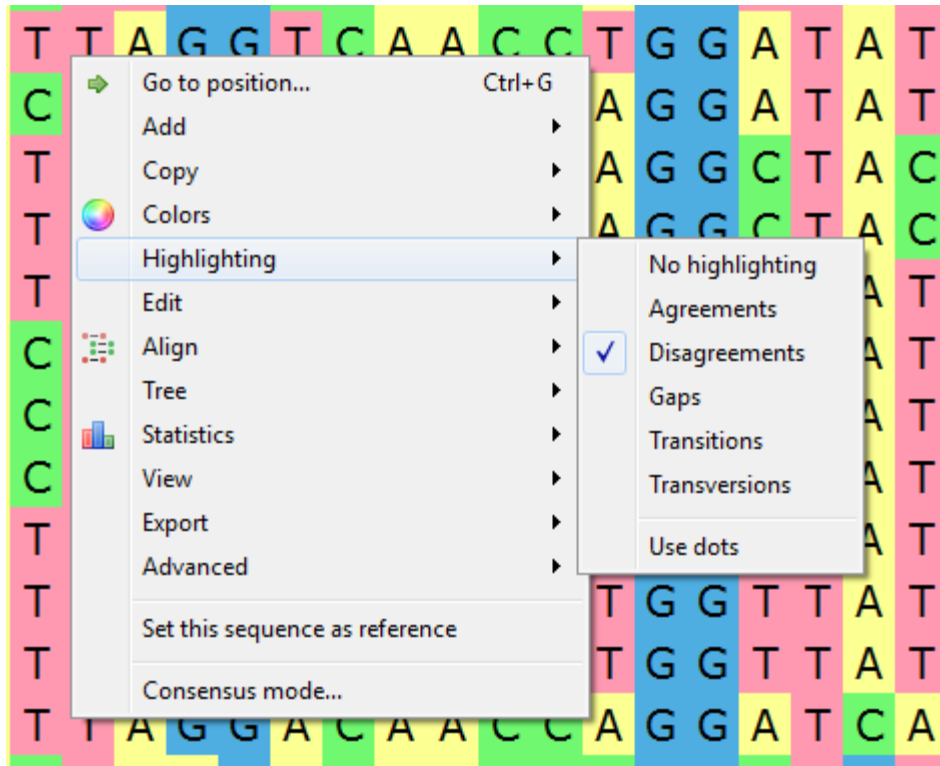 T T A G G T C A A C C T G G A T A T
C A G G A T A T
T A G G C T A C
T A G G C T A C
T A T
C A T
C A T
C A T
T A T
T T G G T T A T
T T G G T T A T
T T A G G A C A A C C A G G A T C A
Go to position... Ctrl+G
Add
Copy
Colors
Highlighting
Edit
Align
Tree
Statistics
View
Export
Advanced
Set this sequence as reference
Consensus mode...
No highlighting
Agreements
Disagreements
Gaps
Transitions
Transversions
Use dots